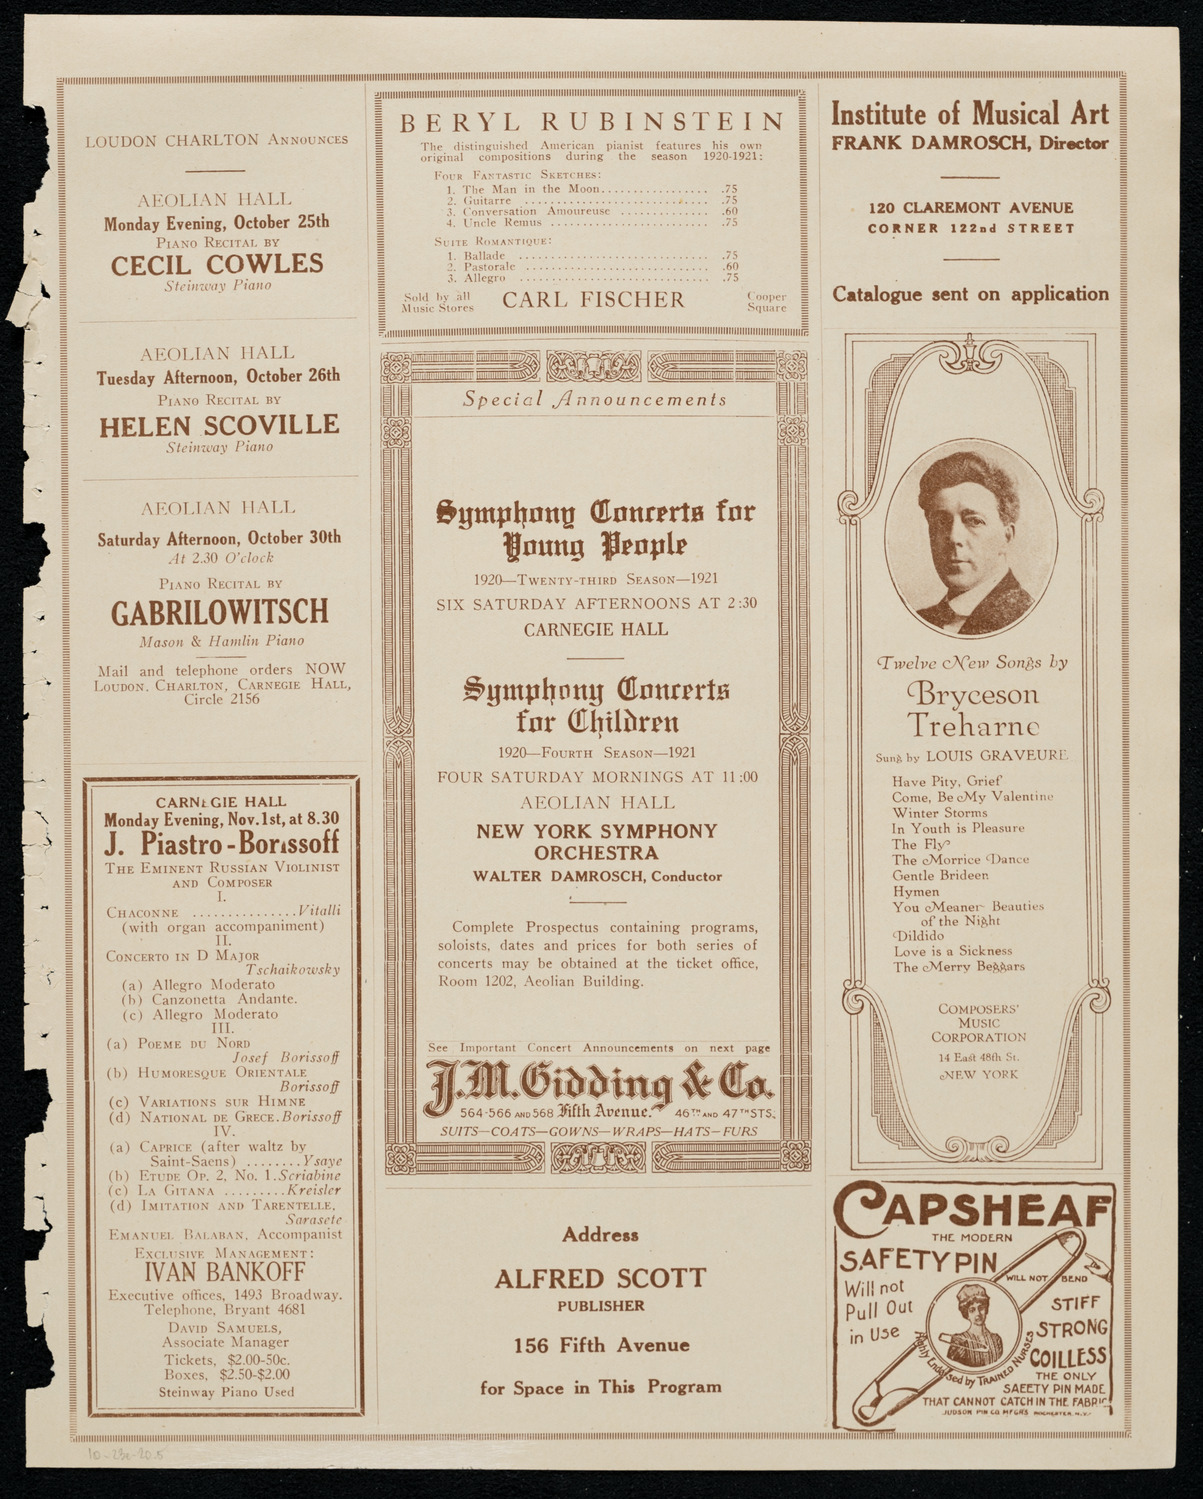 LOUDON CHARLTON ANNOUNCES
AEOLIAN HALL
Monday Evening, October 25th
PIANO RECITAL BY
CECIL COWLES
Steinway Piano
AEOLIAN HALL
Tuesday Afternoon, October 26th
PIANO RECITAL BY
HELEN SCOVILLE
Steinway Piano
AEOLIAN HALL
Saturday Afternoon, October 30th
At 2.30 O'clock
PIANO RECITAL BY
GABRILOWITSCH
Mason & Hamlin Piano
Mail and telephone orders NOW
LOUDON. CHARLTON, CARNEGIE HALL,
Circle 2156
CARNEGIE HALL
Monday Evening, Nov. 1st, at 8.30
J. Piastro-Borissoff
THE EMINENT RUSSIAN VIOLINIST
AND COMPOSER
I.
CHACONNE ...............Vitalli
(with organ accompaniment)
II.
CONCERTO IN D MAJOR
Tschaikowsky
(a) Allegro Moderato
(b) Canzonetta Andante.
(c) Allegro Moderato
III.
(a) POEME DU NORD
Josef Borissoff
(b) HUMORESQUE ORIENTALE
Borissoff
(c) VARIATIONS SUR HIMNE
(d) NATIONAL DE GRECE.Borissoff
IV.
(a) CAPRICE (after waltz by
Saint-Saens) ........Ysaye
(b) ETUDE OP. 2, NO. 1.Scriabine
(c) LA GITANA .........Kreisler
(d) IMITATION AND TARENTELLE,
Sarasete
EMANUEL BALABAN, Accompanist
EXCLUSIVE MANAGEMENT:
IVAN BANKOFF
Executive offices, 1493 Broadway.
Telephone, Bryant 4681
DAVID SAMUELS,
Associate Manager
Tickets, $2.00-50c.
Boxes, $2.50-$2.00
Steinway Piano Used
BERYL RUBINSTEIN
The distinguished American pianist features his own
original compositions during the season 1920-1921:
FOUR FANTASTIC SKETCHES:
1. The Man in the Moon................ .75
2. Guitarre ........................... .75
3. Conversation Amoureuse ............. .60
4. Uncle Remus ........................ .75
SUITE ROMANTIQUE:
1. Ballade ............................ .75
2. Pastorale .......................... .60
3. Allegro ............................ .75
Sold by all
Music Stores
CARL FISCHER
Cooper
Square
Special Announcements
Symphony Concerts for
Young People
1920—TWENTY-THIRD SEASON—1921
SIX SATURDAY AFTERNOONS AT 2:30
CARNEGIE HALL
Symphony Concerts
for Children
1920—FOURTH SEASON—1921
FOUR SATURDAY MORNINGS AT 11:00
AEOLIAN HALL
NEW YORK SYMPHONY
ORCHESTRA
WALTER DAMROSCH, Conductor
Complete Prospectus containing programs,
soloists, dates and prices for both series of
concerts may be obtained at the ticket office,
Room 1202, Aeolian Building.
See Important Concert Announcements on next page
J.M. Gidding & Co.
564-566 AND 568 Fifth Avenue. 46TH AND 47TH STS.
SUITS—COATS—GOWNS—WRAPS—HATS—FURS
Address
ALFRED SCOTT
PUBLISHER
156 Fifth Avenue
for Space in This Program
Institute of Musical Art
FRANK DAMROSCH, Director
120 CLAREMONT AVENUE
CORNER 122nd STREET
Catalogue sent on application
Twelve New Songs by
Bryceson
Treharne
Sung by LOUIS GRAVEURE
Have Pity, Grief
Come, Be My Valentine
Winter Storms
In Youth is Pleasure
The Fly
The Morrice Dance
Gentle Brideen
Hymen
You Meaner Beauties
of the Night
Dildido
Love is a Sickness
The Merry Beggars
COMPOSERS'
MUSIC
CORPORATION
14 East 48th St.
NEW YORK
CAPSHEAF
THE MODERN
SAFETY PIN
WILL NOT BEND
Will not
Pull Out
in Use
STIFF
STRONG
COILLESS
Highly Endorsed by TRAINED NURSES
THE ONLY
SAFETY PIN MADE
THAT CANNOT CATCH IN THE FABRIC
JUDSON PIN CO. MFGRS ROCHESTER, N.Y.
10-23e-20.5